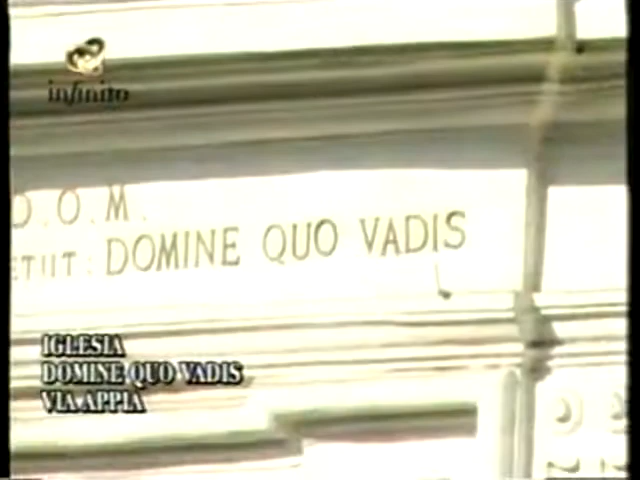 infinito
D.O.M.
DOMINE QUO VADIS
IGLESIA
DOMINE QUO VADIS
VIA APPIA